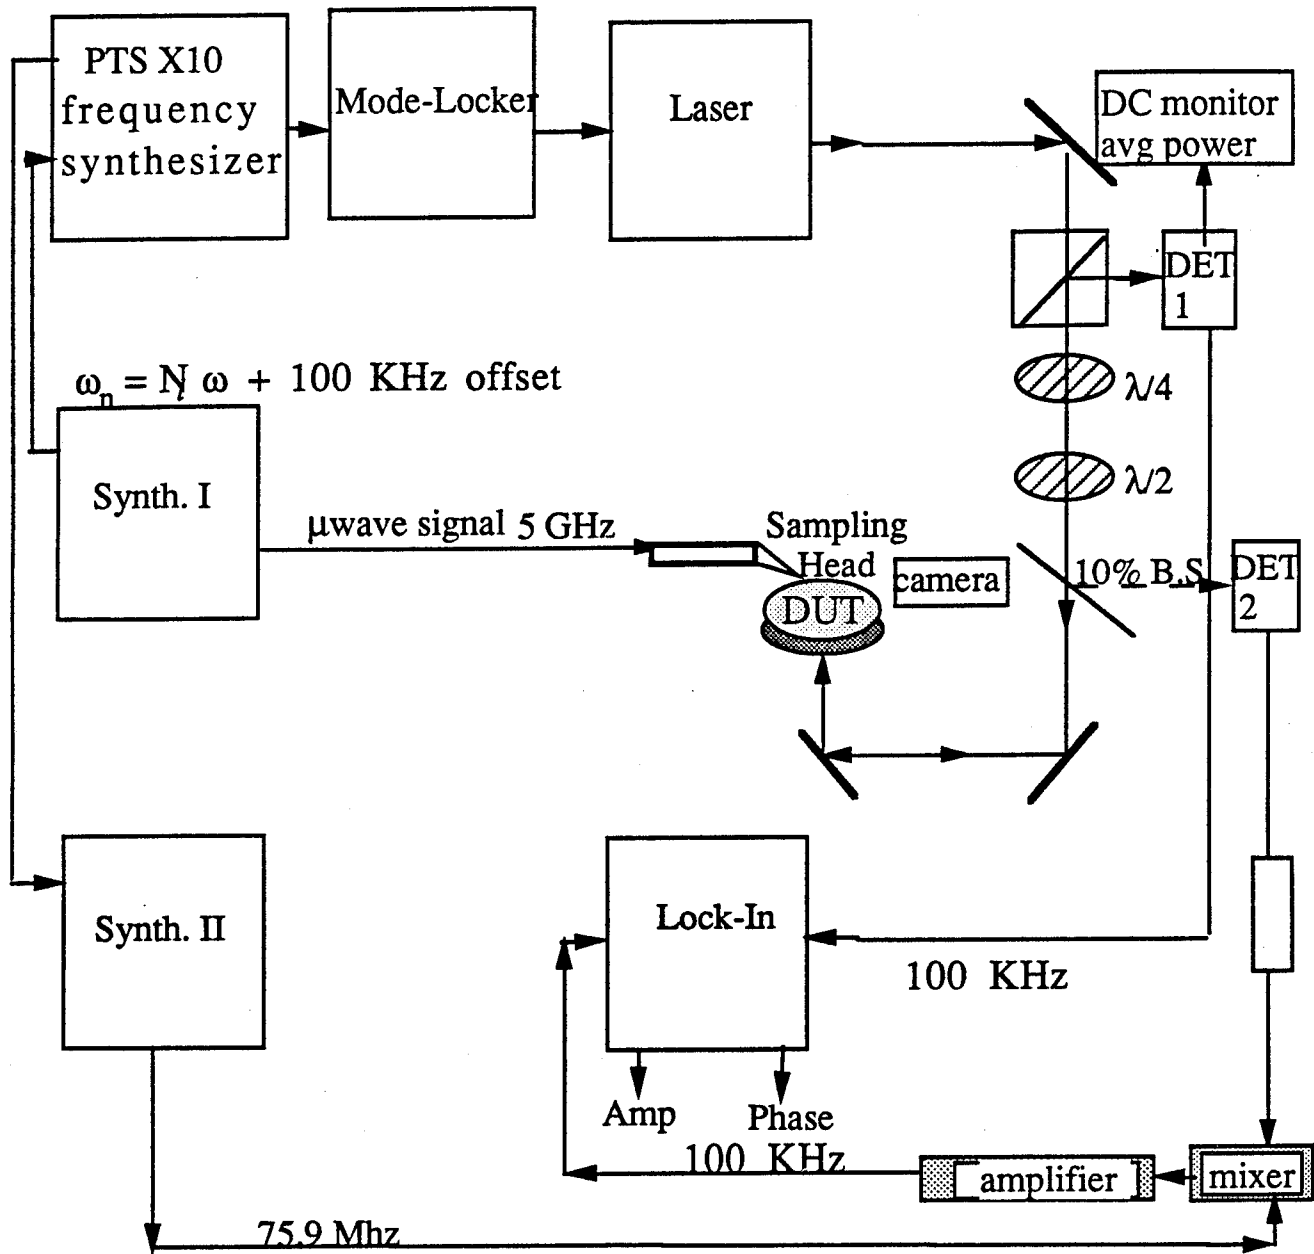 PTS X10
frequency
synthesizer
Mode-Locker
Laser
DC monitor
avg power
DET
1
ωn = N ω + 100 KHz offset
λ/4
λ/2
Synth. I
μwave signal 5 GHz
Sampling
Head
camera
10% B.S
DET
2
DUT
Synth. II
Lock-In
100 KHz
Amp
Phase
100 KHz
amplifier
mixer
75.9 Mhz